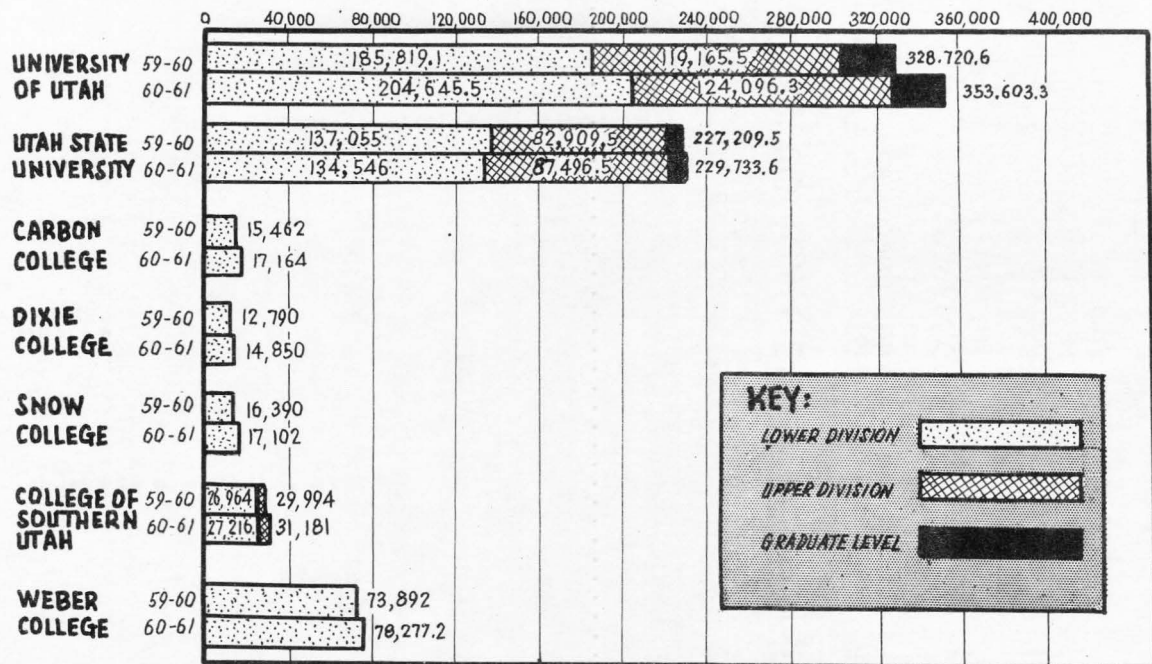 0 40,000 80,000 120,000 160,000 200,000 240,000 280,000 320,000 360,000 400,000
UNIVERSITY 59-60 185,819.1 119,165.5 328.720.6
OF UTAH 60-61 204,645.5 124,096.3 353,603.3
UTAH STATE 59-60 137,055 82,909,5 227,209.5
UNIVERSITY 60-61 134,546 87,496.5 229,733.6
CARBON 59-60 15,462
COLLEGE 60-61 17,164
DIXIE 59-60 12,790
COLLEGE 60-61 14,850
SNOW 59-60 16,390
COLLEGE 60-61 17,102
COLLEGE OF 59-60 26,964 29,994
SOUTHERN 60-61 27,216 31,181
UTAH
WEBER 59-60 73,892
COLLEGE 60-61 78,277.2
KEY:
LOWER DIVISION
UPPER DIVISION
GRADUATE LEVEL